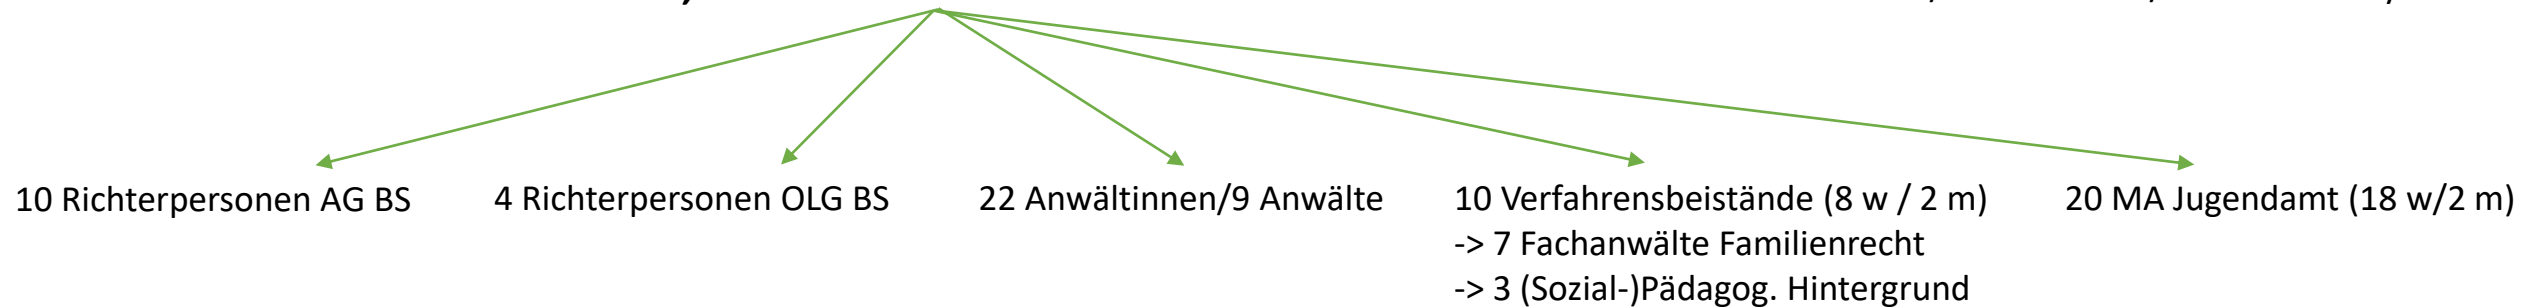 10 Richterpersonen AG BS
4 Richterpersonen OLG BS
22 Anwältinnen/9 Anwälte
10 Verfahrensbeistände (8 w / 2 m)
-> 7 Fachanwälte Familienrecht
-> 3 (Sozial-)Pädagog. Hintergrund
20 MA Jugendamt (18 w/2 m)